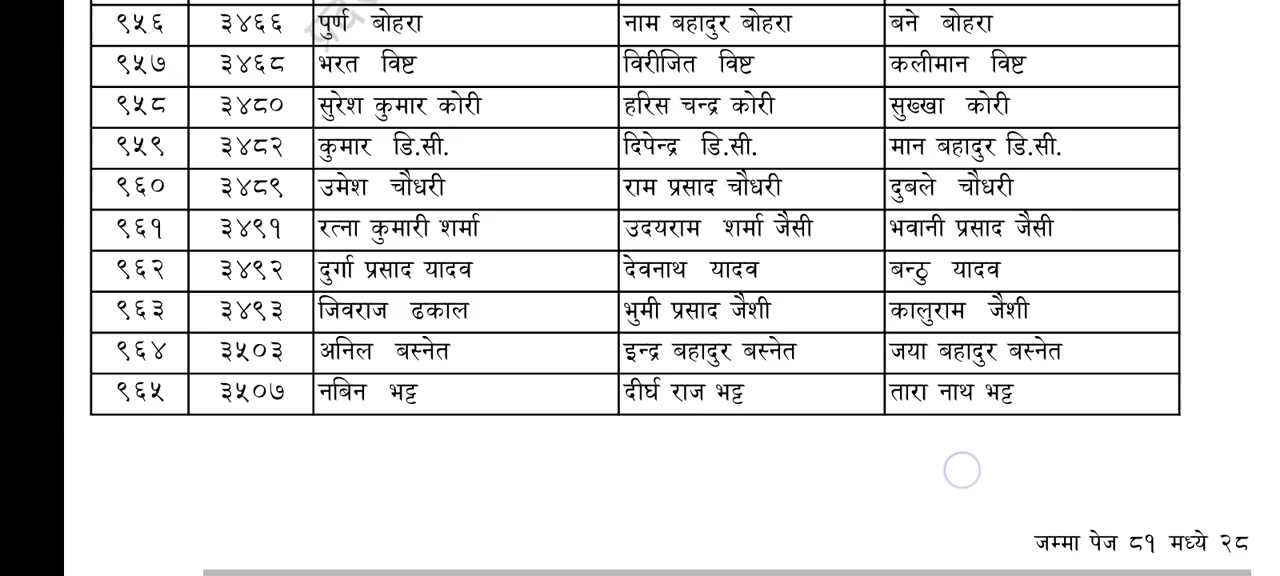 ९५६ ३४६६ पुर्ण बोहरा नाम बहादुर बोहरा बने बोहरा
९५७ ३४६८ भरत विष्ट विरीजित विष्ट कलीमान विष्ट
९५८ ३४८० सुरेश कुमार कोरी हरिस चन्द्र कोरी सुख्खा कोरी
९५९ ३४८२ कुमार डि.सी. दिपेन्द्र डि.सी. मान बहादुर डि.सी.
९६० ३४८९ उमेश चौधरी राम प्रसाद चौधरी दुबले चौधरी
९६१ ३४९१ रत्ना कुमारी शर्मा उदयराम शर्मा जैसी भवानी प्रसाद जैसी
९६२ ३४९२ दुर्गा प्रसाद यादव देवनाथ यादव बन्ठु यादव
९६३ ३४९३ जिवराज ढकाल भुमी प्रसाद जैशी कालुराम जैशी
९६४ ३५०३ अनिल बस्नेत इन्द्र बहादुर बस्नेत जया बहादुर बस्नेत
९६५ ३५०७ नबिन भट्ट दीर्घ राज भट्ट तारा नाथ भट्ट
जम्मा पेज ८१ मध्ये २८